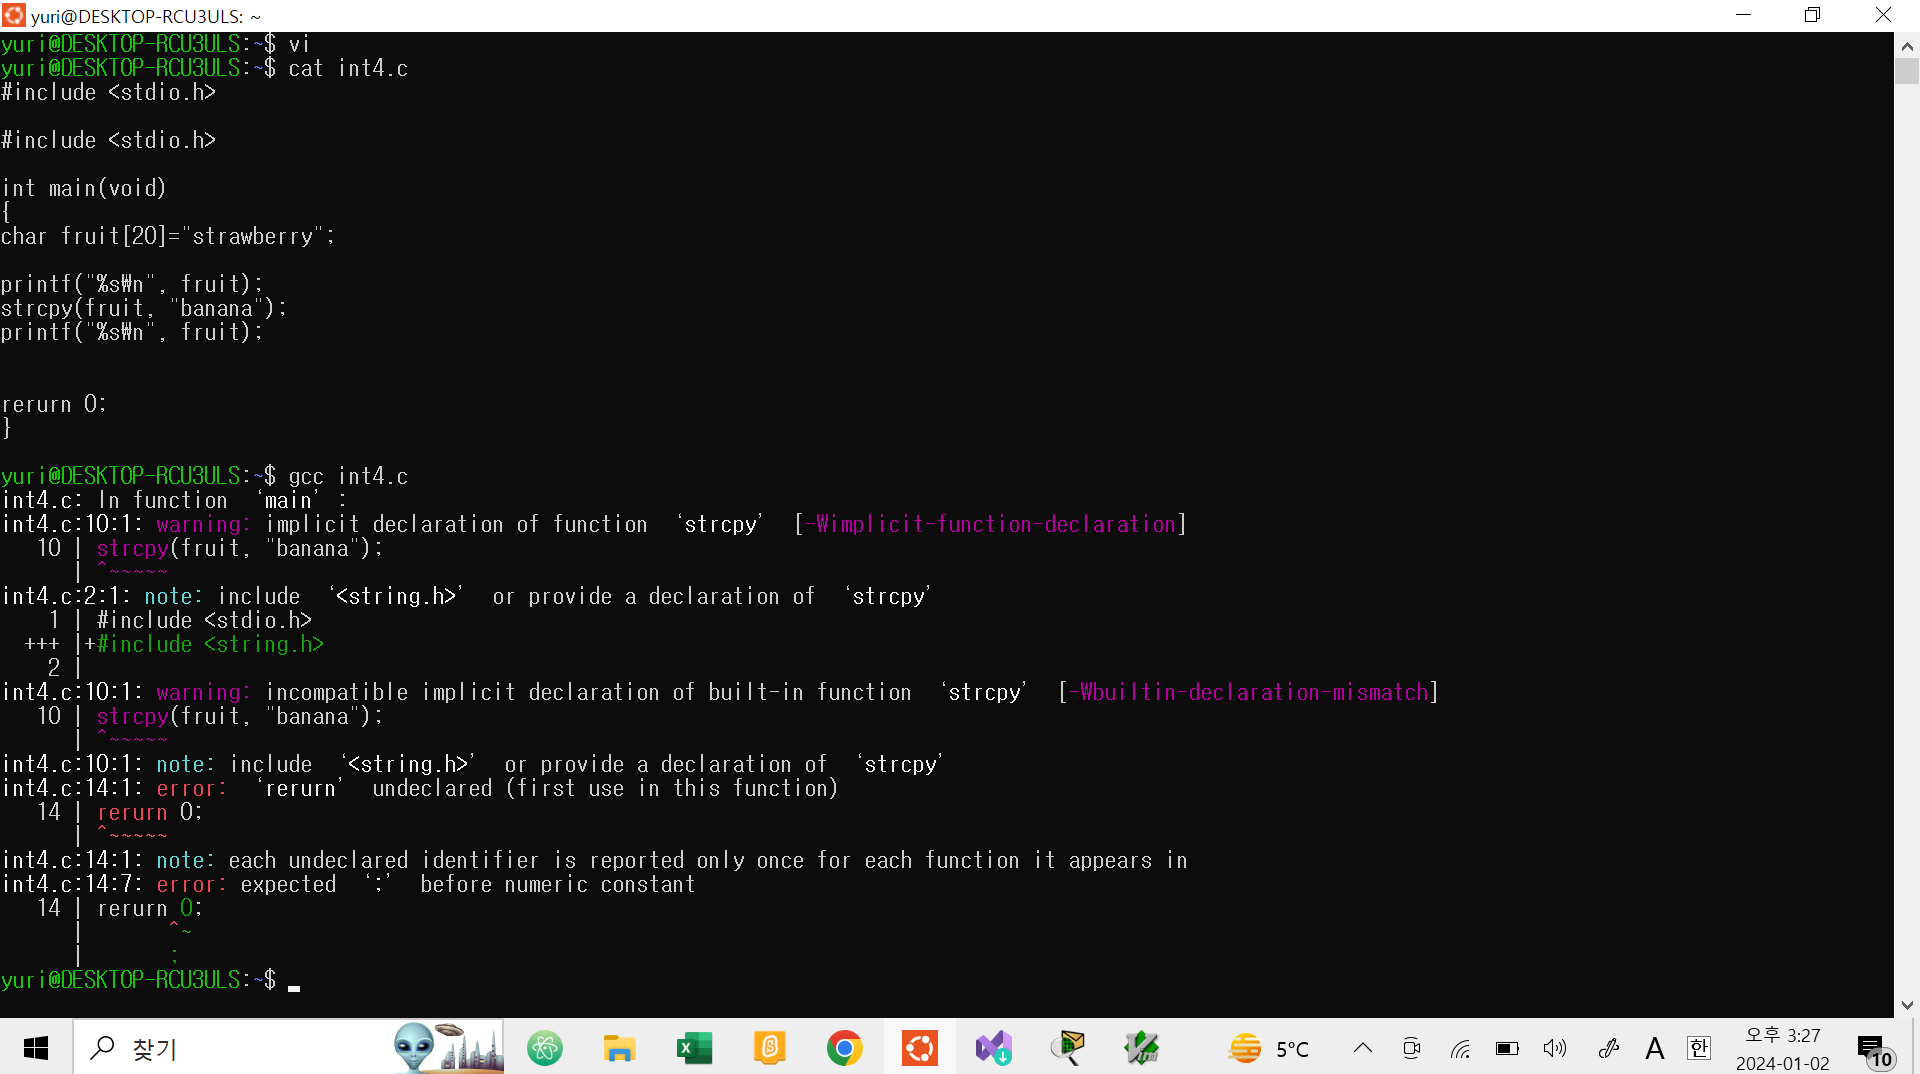 yuri@DESKTOP-RCU3ULS: ~
yuri@DESKTOP-RCU3ULS:~$ vi
yuri@DESKTOP-RCU3ULS:~$ cat int4.c
#include <stdio.h>
#include <stdio.h>
int main(void)
{
char fruit[20]="strawberry";
printf("%s₩n", fruit);
strcpy(fruit, "banana");
printf("%s₩n", fruit);
rerurn 0;
}
yuri@DESKTOP-RCU3ULS:~$ gcc int4.c
int4.c: In function ‘main’:
int4.c:10:1: warning: implicit declaration of function ‘strcpy’ [-Wimplicit-function-declaration]
10 | strcpy(fruit, "banana");
| ^~~~~~
int4.c:2:1: note: include ‘<string.h>’ or provide a declaration of ‘strcpy’
1 | #include <stdio.h>
+++ |+#include <string.h>
2 |
int4.c:10:1: warning: incompatible implicit declaration of built-in function ‘strcpy’ [-Wbuiltin-declaration-mismatch]
10 | strcpy(fruit, "banana");
| ^~~~~~
int4.c:10:1: note: include ‘<string.h>’ or provide a declaration of ‘strcpy’
int4.c:14:1: error: ‘rerurn’ undeclared (first use in this function)
14 | rerurn 0;
| ^~~~~~
int4.c:14:1: note: each undeclared identifier is reported only once for each function it appears in
int4.c:14:7: error: expected ‘;’ before numeric constant
14 | rerurn 0;
| ^~
| ;
yuri@DESKTOP-RCU3ULS:~$
찾기
5°C
A
한
오후 3:27
2024-01-02
10